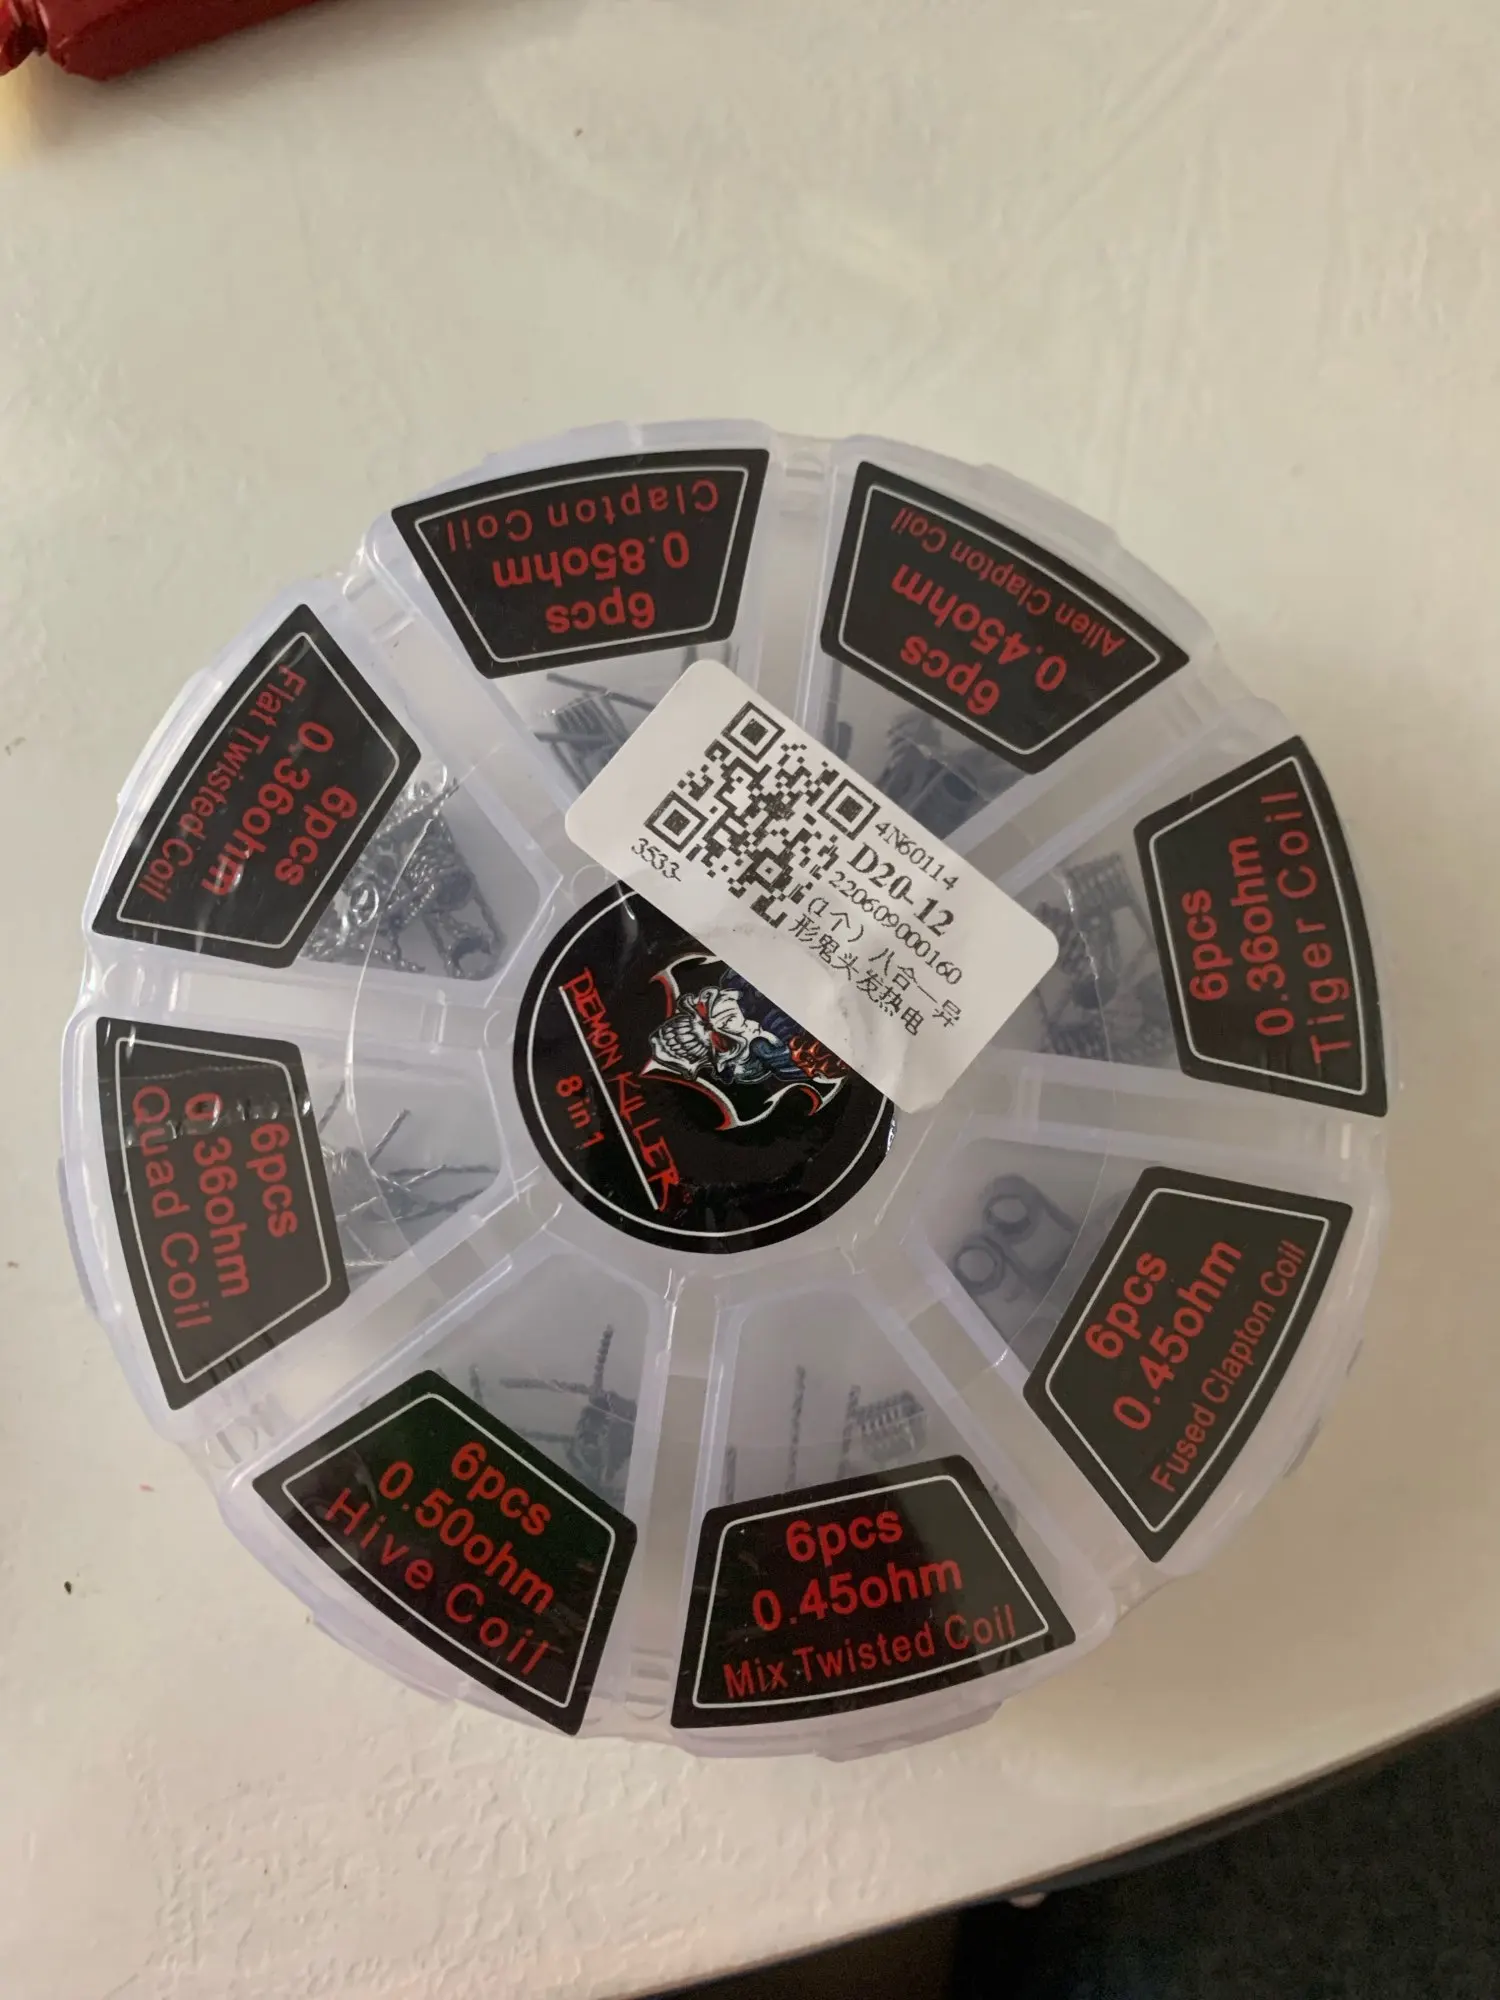 6pcs
0.85ohm
Clapton Coil
6pcs
0.45ohm
Alien Clapton Coil
6pcs
0.36ohm
Tiger Coil
6pcs
0.45ohm
Fused Clapton Coil
6pcs
0.45ohm
Mix Twisted Coil
6pcs
0.50ohm
Hive Coil
6pcs
0.36ohm
Quad Coil
6pcs
0.36ohm
Flat Twisted Coil
4N60114
D20-12
220609000160
(1个) 八合一异
形鬼头发热电
3533-
DEMON KILLER
8 in 1